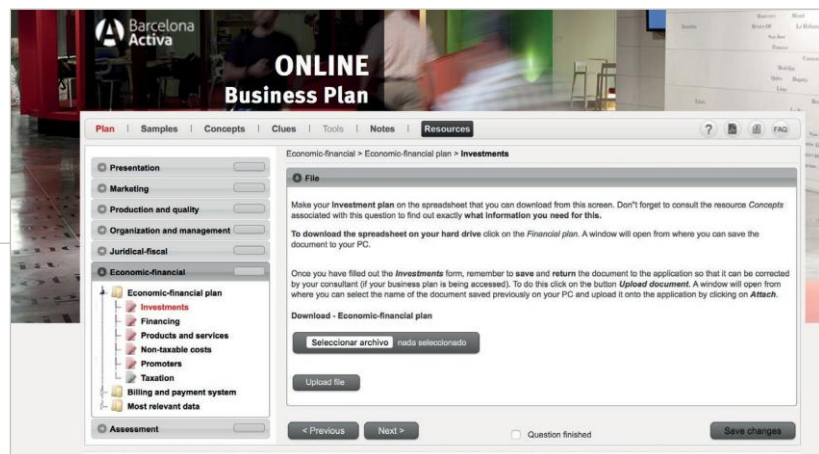 Barcelona
Activa
ONLINE
Business Plan
Plan | Samples | Concepts | Clues | Tools | Notes | Resources
? FAQ
Presentation
Marketing
Production and quality
Organization and management
Juridical-fiscal
Economic-financial
Economic-financial plan
Investments
Financing
Products and services
Non-taxable costs
Promoters
Taxation
Billing and payment system
Most relevant data
Assessment
Economic-financial > Economic-financial plan > Investments
File
Make your Investment plan on the spreadsheet that you can download from this screen. Don"t forget to consult the resource Concepts
associated with this question to find out exactly what information you need for this.
To download the spreadsheet on your hard drive click on the Financial plan. A window will open from where you can save the
document to your PC.
Once you have filled out the Investments form, remember to save and return the document to the application so that it can be corrected
by your consultant (if your business plan is being accessed). To do this click on the button Upload document. A window will open from
where you can select the name of the document saved previously on your PC and upload it onto the application by clicking on Attach.
Download - Economic-financial plan
Seleccionar archivo nada seleccionado
Upload file
< Previous
Next >
Question finished
Save changes